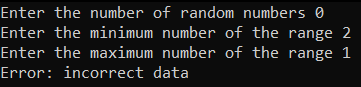 Enter the number of random numbers 0
Enter the minimum number of the range 2
Enter the maximum number of the range 1
Error: incorrect data